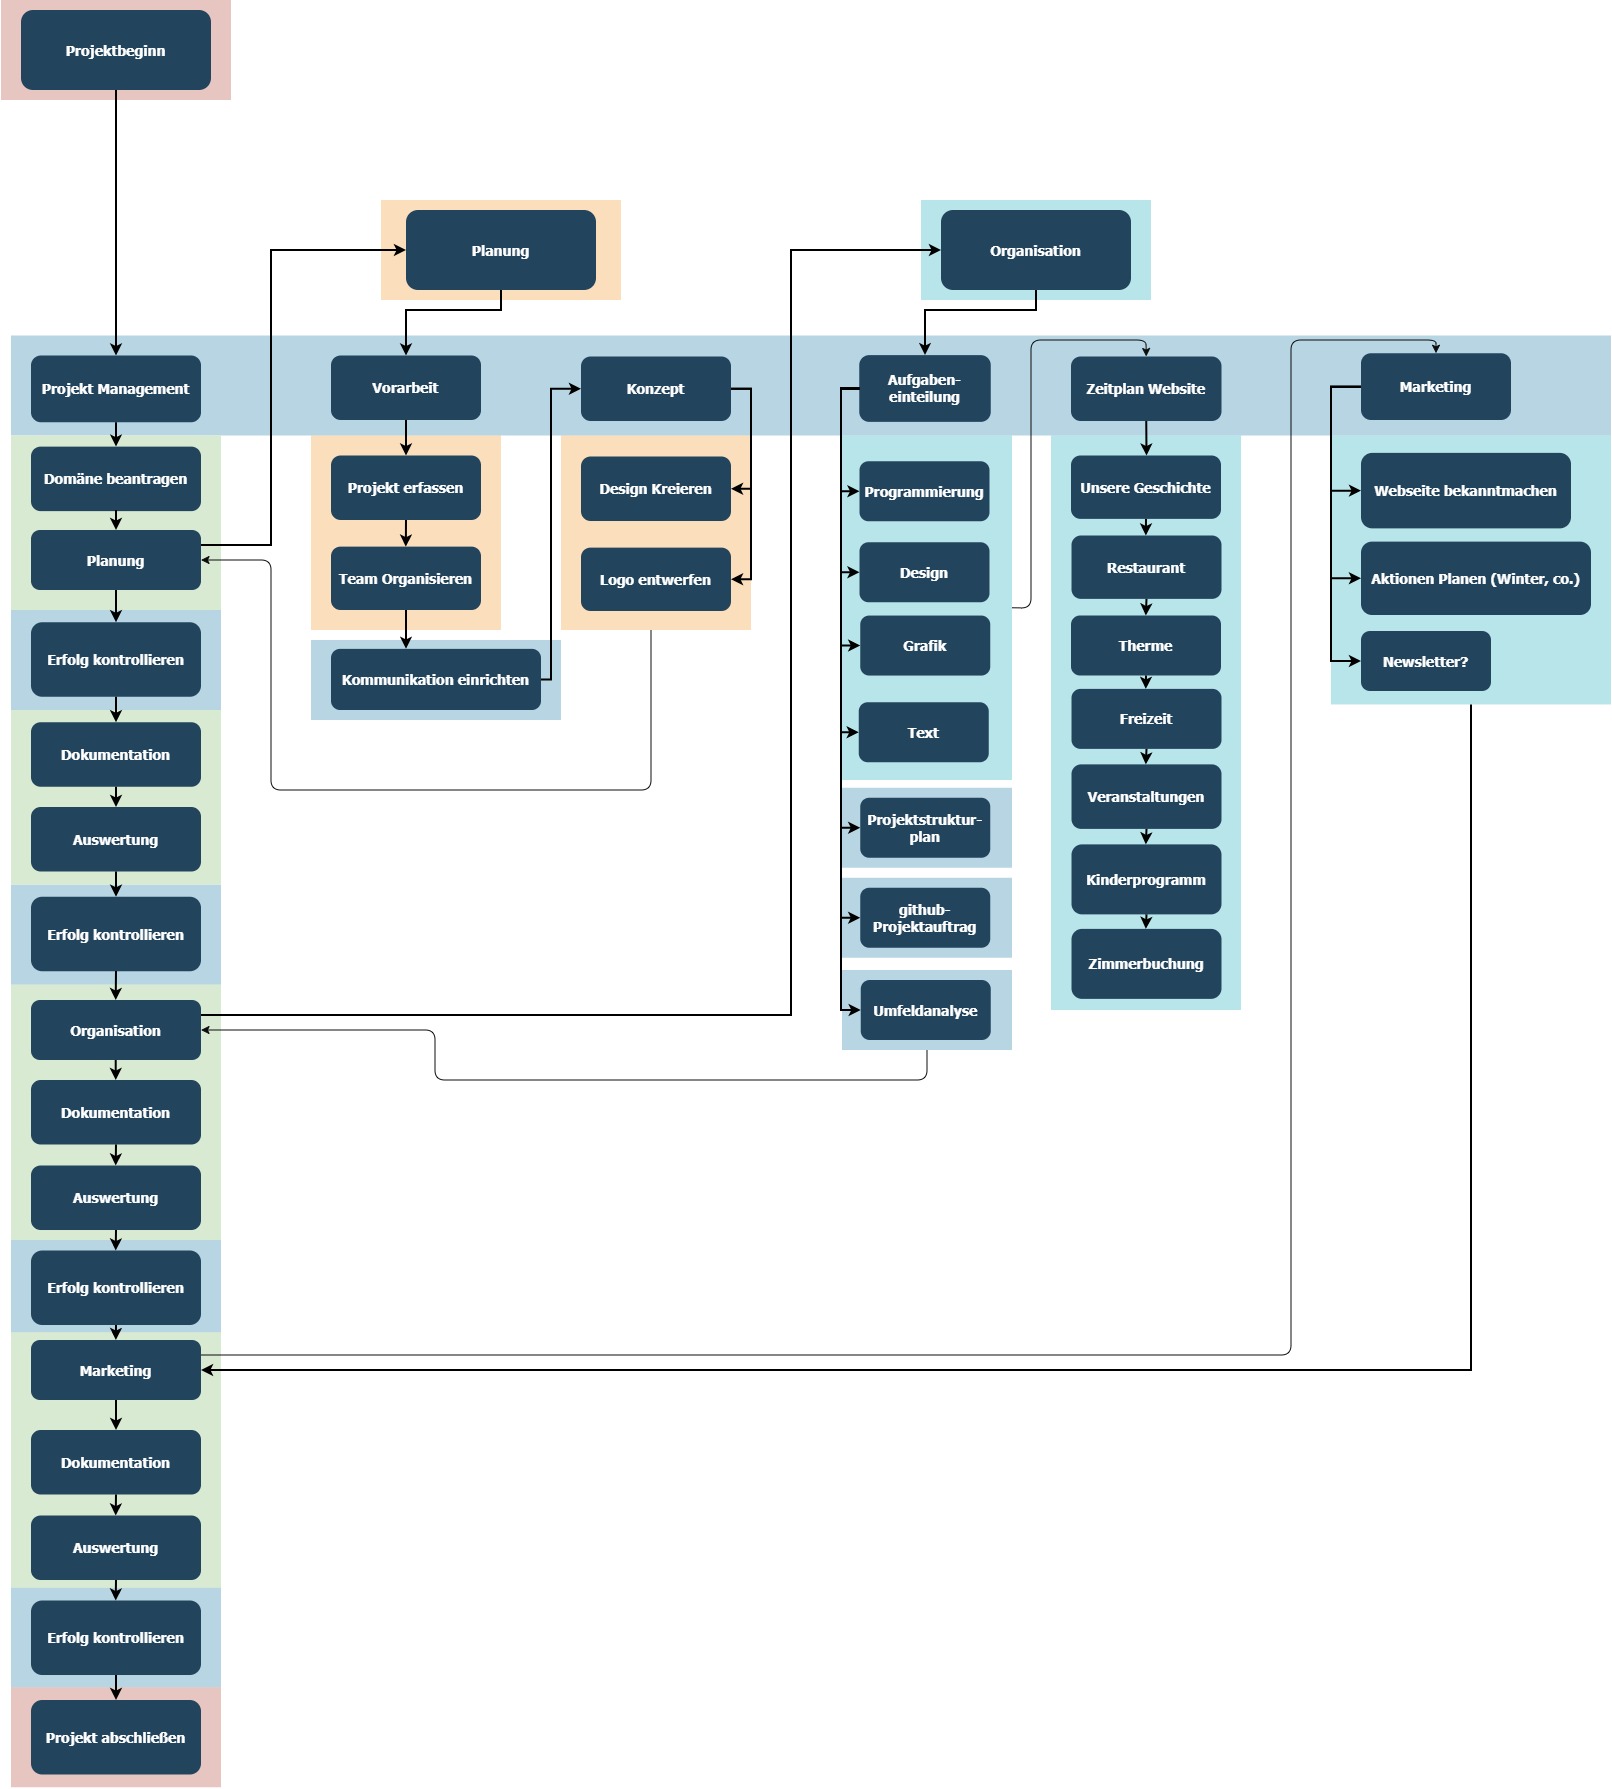 Projektbeginn
Planung
Organisation
Projekt Management
Vorarbeit
Konzept
Aufgaben-
einteilung
Zeitplan Website
Marketing
Domäne beantragen
Planung
Erfolg kontrollieren
Dokumentation
Auswertung
Erfolg kontrollieren
Organisation
Dokumentation
Auswertung
Erfolg kontrollieren
Marketing
Dokumentation
Auswertung
Erfolg kontrollieren
Projekt abschließen
Projekt erfassen
Team Organisieren
Kommunikation einrichten
Design Kreieren
Logo entwerfen
Programmierung
Design
Grafik
Text
Projektstruktur-
plan
github-
Projektauftrag
Umfeldanalyse
Unsere Geschichte
Restaurant
Therme
Freizeit
Veranstaltungen
Kinderprogramm
Zimmerbuchung
Webseite bekanntmachen
Aktionen Planen (Winter, co.)
Newsletter?